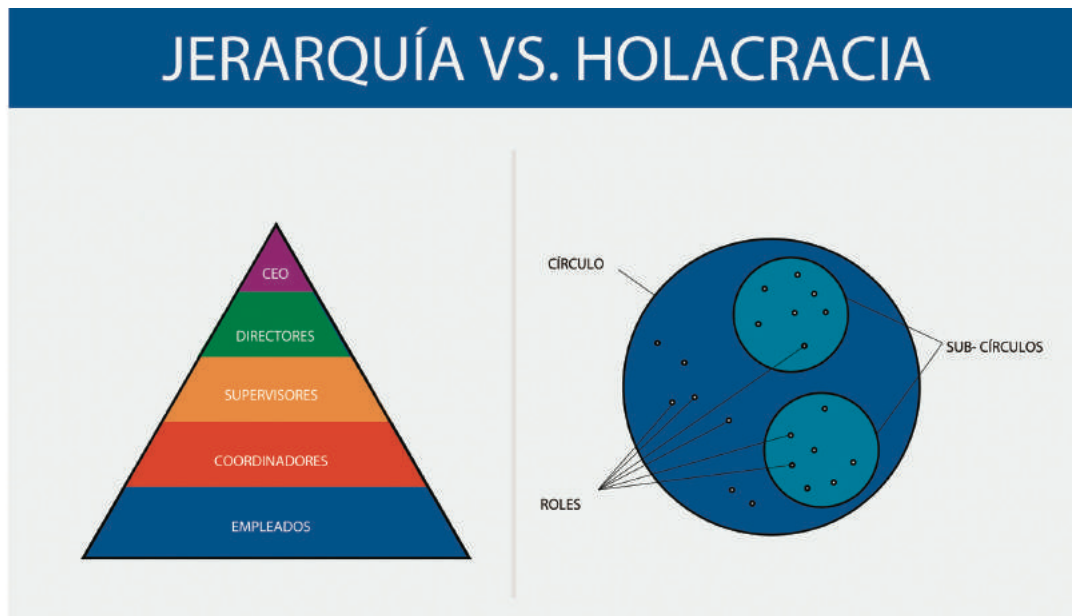 JERARQUÍA VS. HOLACRACIA
CEO
DIRECTORES
SUPERVISORES
COORDINADORES
EMPLEADOS
CÍRCULO
SUB- CÍRCULOS
ROLES